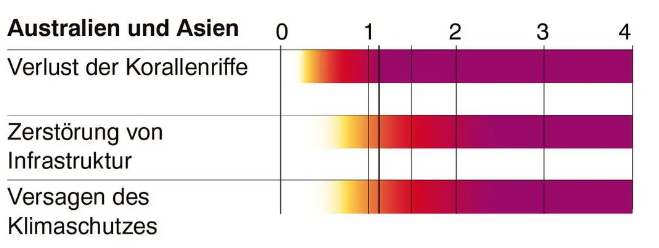 Australien und Asien 0 1 2 3 4
Verlust der Korallenriffe
Zerstörung von
Infrastruktur
Versagen des
Klimaschutzes